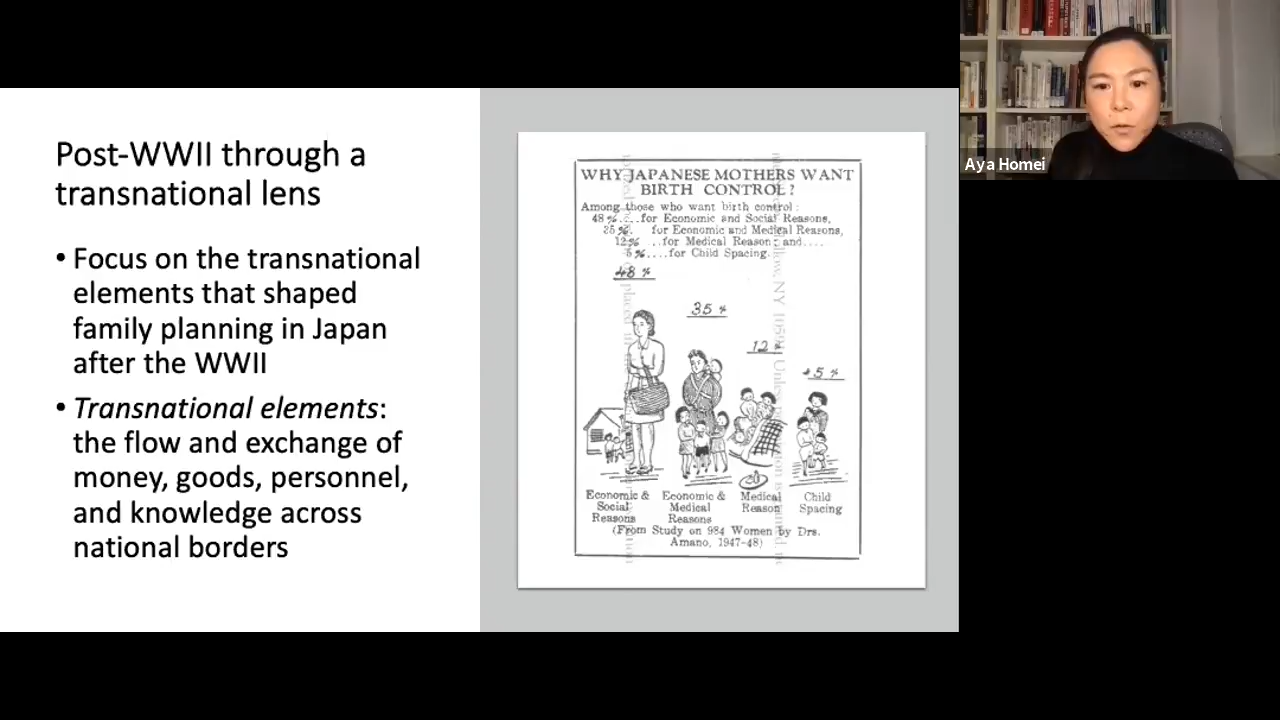 Post-WWII through a
transnational lens
• Focus on the transnational
elements that shaped
family planning in Japan
after the WWII
• Transnational elements:
the flow and exchange of
money, goods, personnel,
and knowledge across
national borders
WHY JAPANESE MOTHERS WANT
BIRTH CONTROL?
Among those who want birth control:
48%....for Economic and Social Reasons,
35%. for Economic and Medical Reasons,
12% ..for Medical Reason; and....
5%....for Child Spacing.
48%
35%
12%
5%
Economic &
Social
Reasons
Economic &
Medical
Reasons
Medical
Reason
Child
Spacing
(From Study on 984 Women by Drs.
Amano, 1947-48)
Aya Homei